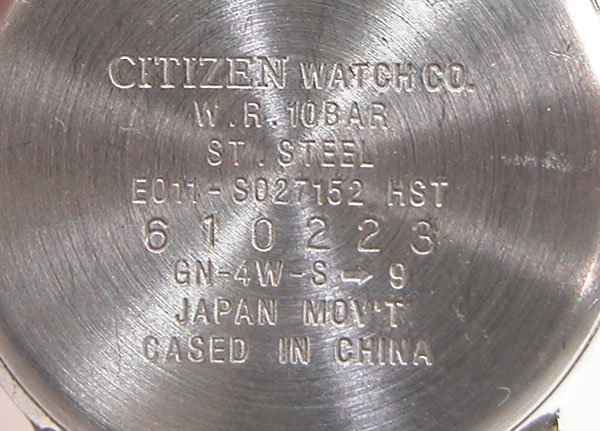 CITIZEN WATCH CO.
W.R.10BAR
ST.STEEL
E011-S027152 HST
610223
GN-4W-S→9
JAPAN MOV'T
CASED IN CHINA